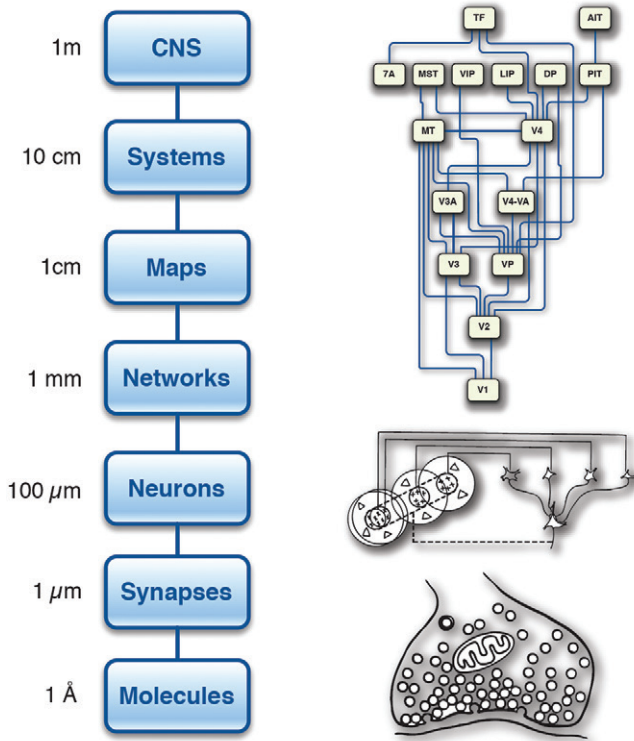 1m CNS
10 cm Systems
1cm Maps
1 mm Networks
100 µm Neurons
1 µm Synapses
1 Å Molecules
TF AIT
7A MST VIP LIP DP PIT
MT V4
V3A V4-VA
V3 VP
V2
V1